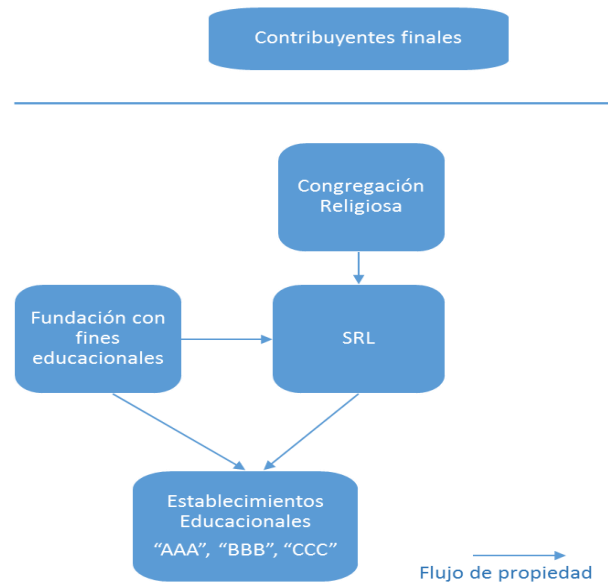 Contribuyentes finales
Congregación
Religiosa
Fundación con
fines
educacionales
SRL
Establecimientos
Educacionales
“AAA”, “BBB”, “CCC”
Flujo de propiedad